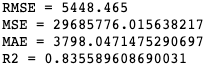 RMSE = 5448.465
MSE = 29685776.015638217
MAE = 3798.0471475290697
R2 = 0.835589608690031